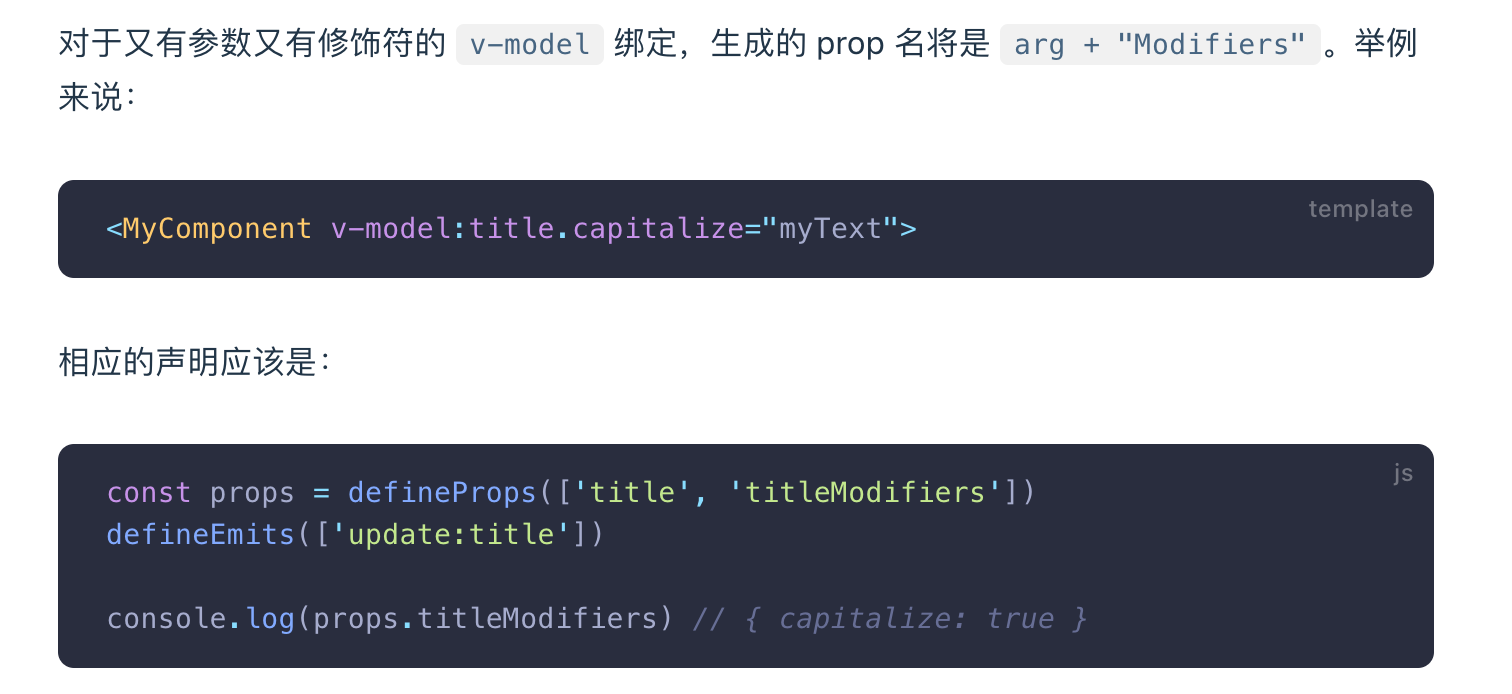 对于又有参数又有修饰符的 v-model 绑定，生成的 prop 名将是 arg + "Modifiers" 。举例
来说：
template
<MyComponent v-model:title.capitalize="myText">
相应的声明应该是：
js
const props = defineProps(['title', 'titleModifiers'])
defineEmits(['update:title'])
console.log(props.titleModifiers) // { capitalize: true }